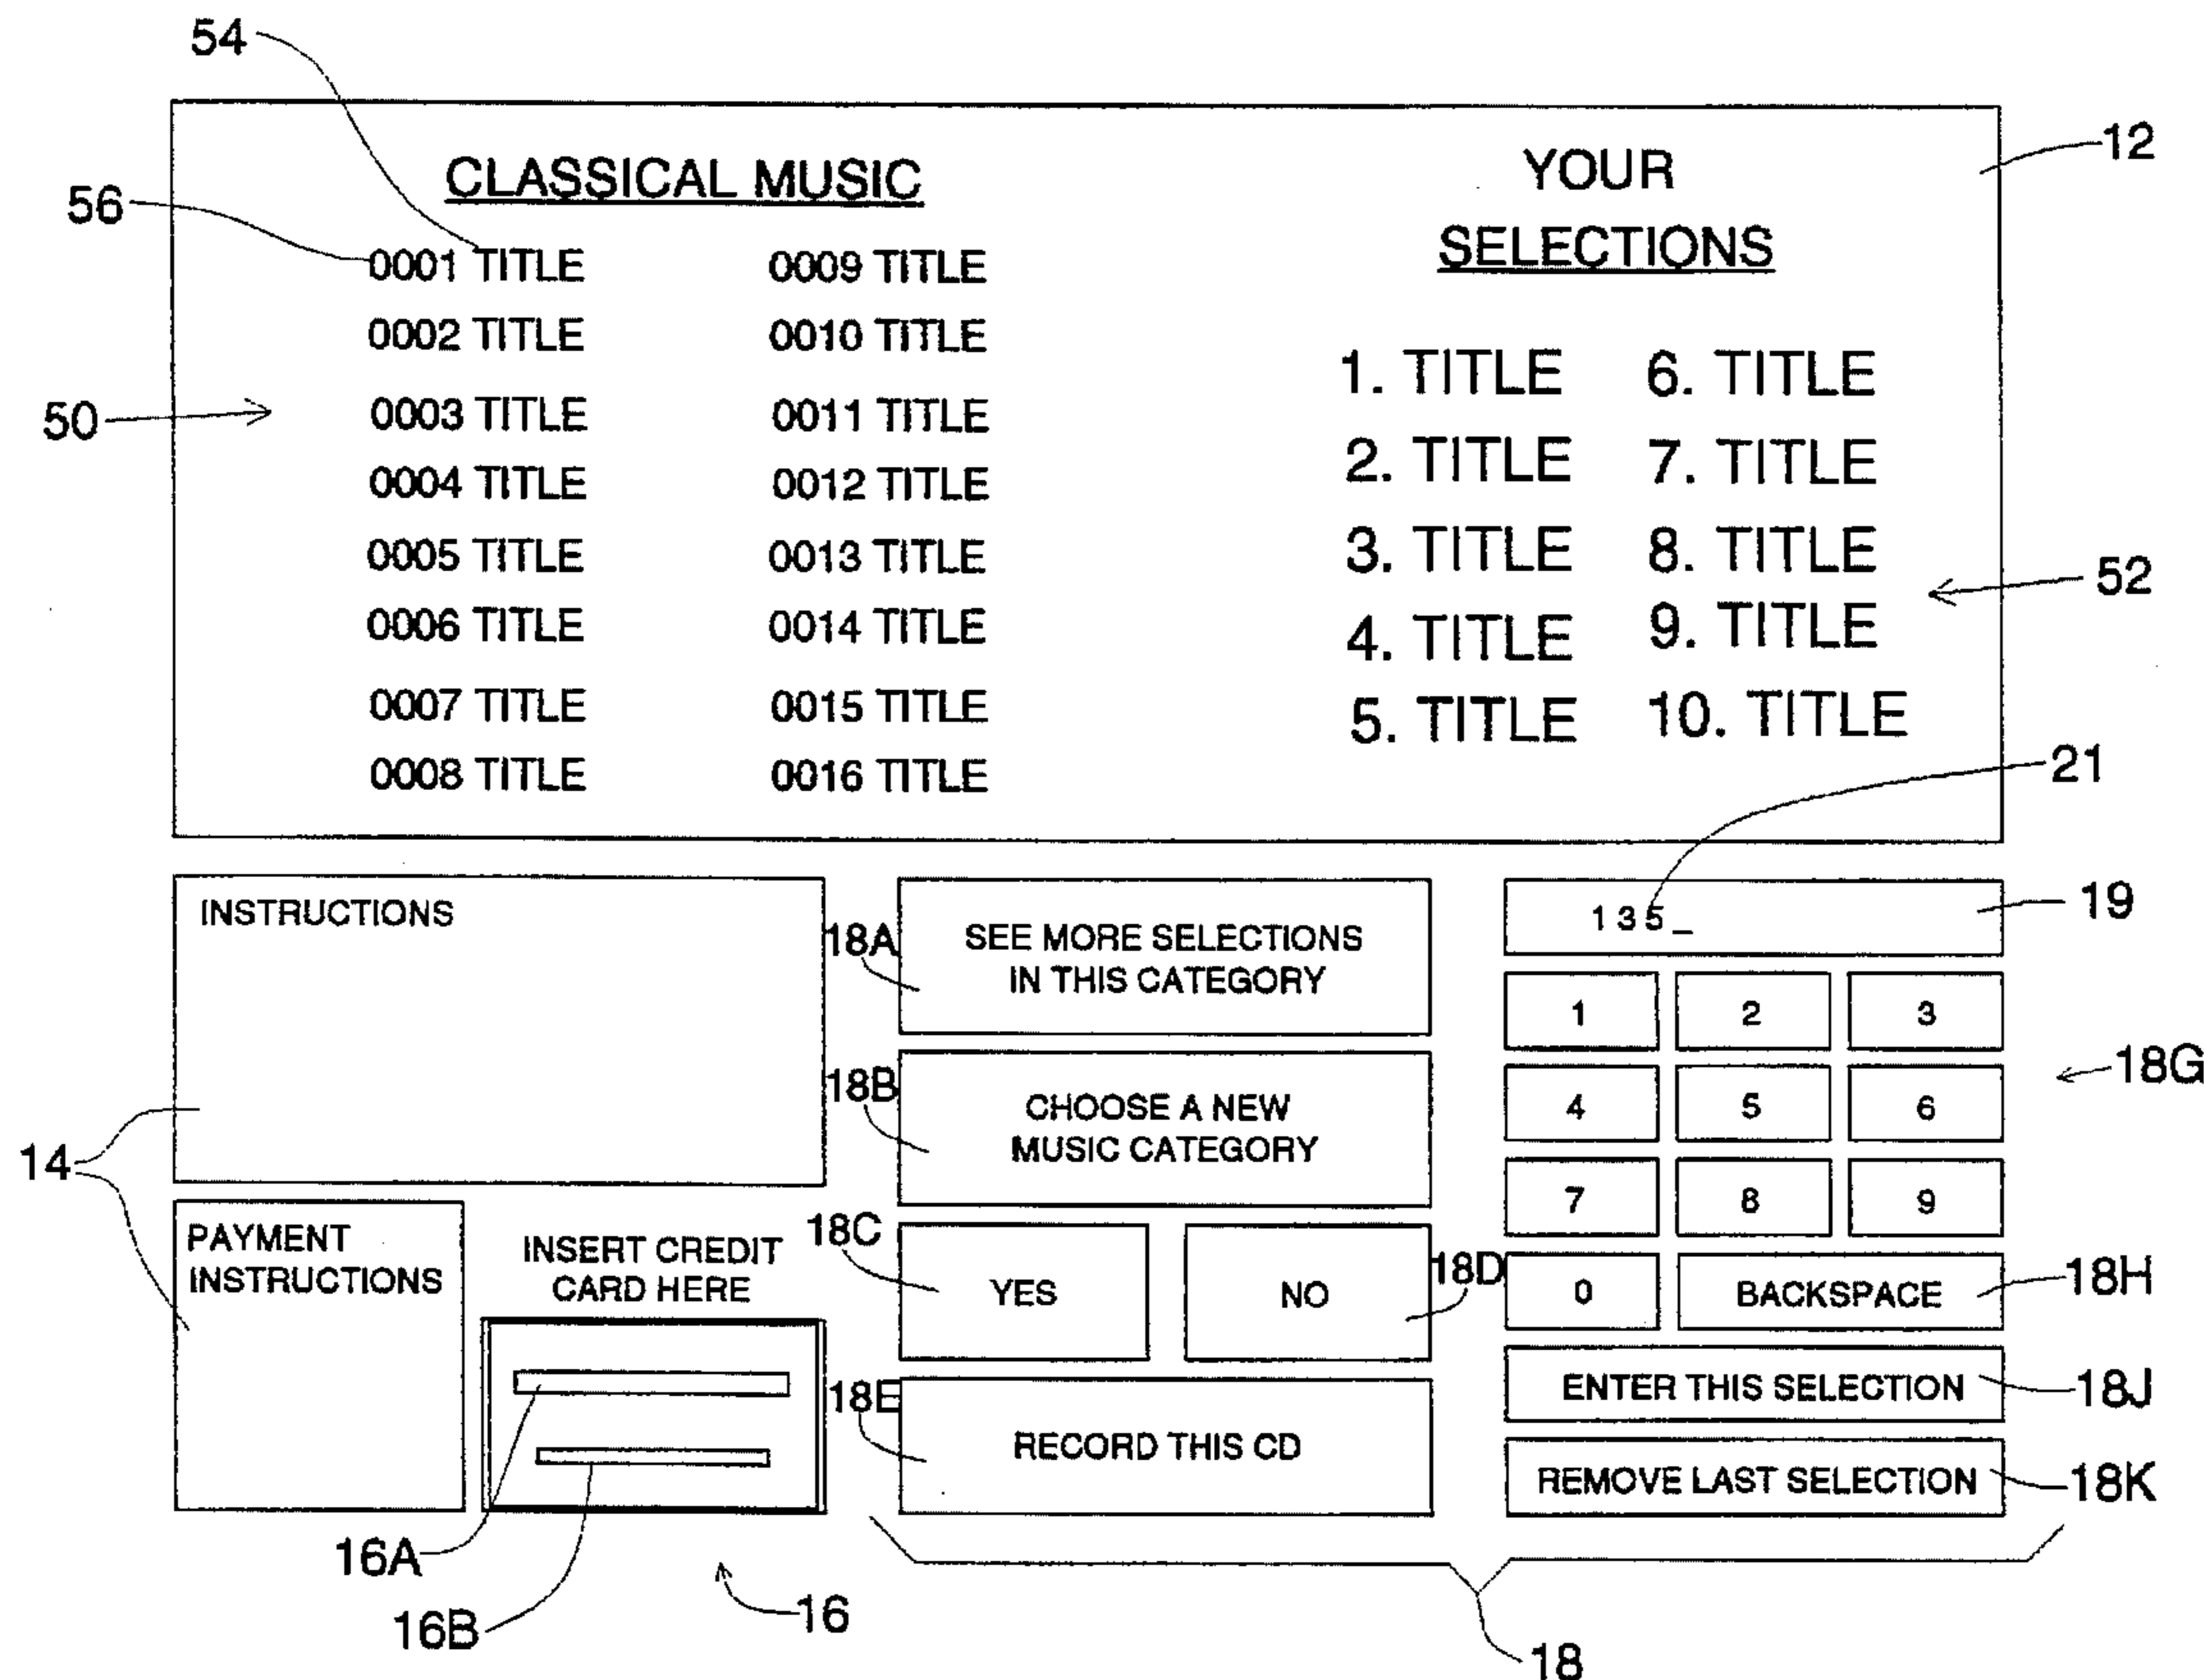 54
12
CLASSICAL MUSIC
YOUR
SELECTIONS
56
0001 TITLE 0009 TITLE
0002 TITLE 0010 TITLE
1. TITLE 6. TITLE
50
0003 TITLE 0011 TITLE
2. TITLE 7. TITLE
0004 TITLE 0012 TITLE
0005 TITLE 0013 TITLE
3. TITLE 8. TITLE
52
0006 TITLE 0014 TITLE
4. TITLE 9. TITLE
0007 TITLE 0015 TITLE
5. TITLE 10. TITLE
0008 TITLE 0016 TITLE
21
INSTRUCTIONS
135_
19
18A
SEE MORE SELECTIONS
IN THIS CATEGORY
1 2 3
18G
18B
CHOOSE A NEW
MUSIC CATEGORY
4 5 6
14
7 8 9
PAYMENT
INSTRUCTIONS
INSERT CREDIT
CARD HERE
18C
YES
NO
18D
0
BACKSPACE
18H
ENTER THIS SELECTION
18J
18E
RECORD THIS CD
REMOVE LAST SELECTION
18K
16A
16B
16
18